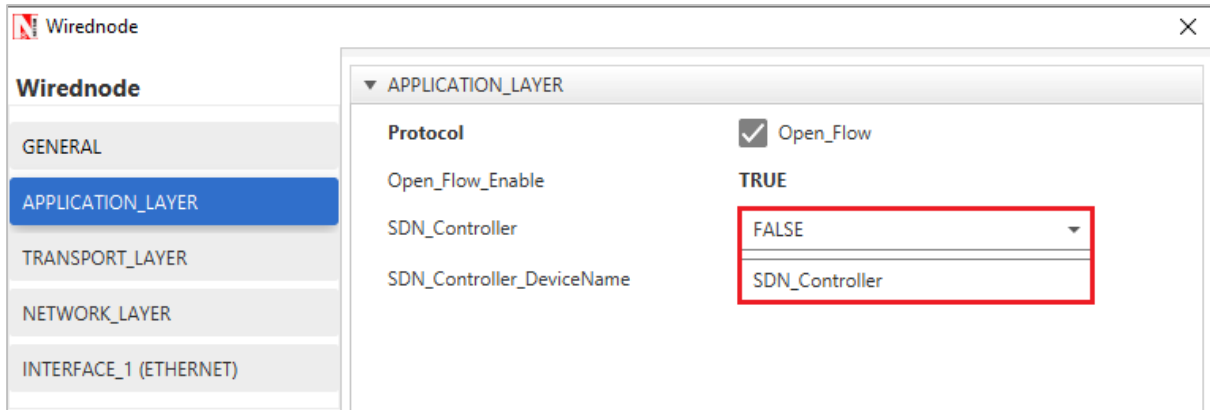 Wirednode
Wirednode
GENERAL
APPLICATION_LAYER
TRANSPORT_LAYER
NETWORK_LAYER
INTERFACE_1 (ETHERNET)
APPLICATION_LAYER
Protocol Open_Flow
Open_Flow_Enable TRUE
SDN_Controller FALSE
SDN_Controller_DeviceName SDN_Controller